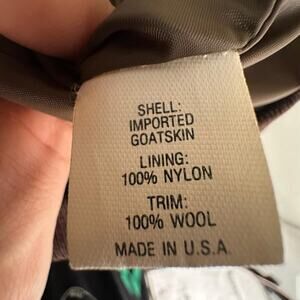 SHELL:
IMPORTED
GOATSKIN
LINING:
100% NYLON
TRIM:
100% WOOL
MADE IN U.S.A.